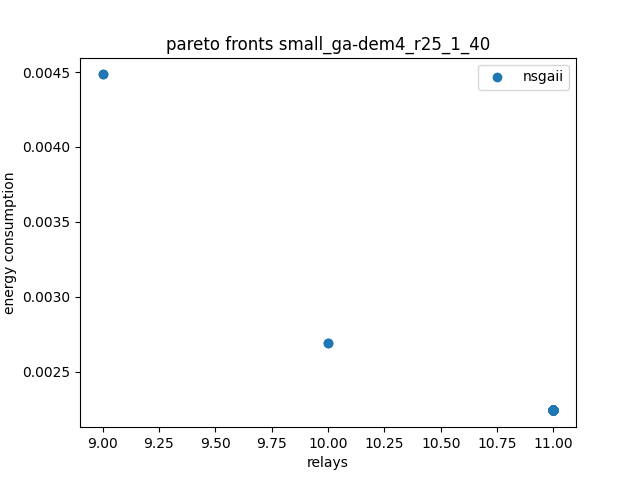 pareto fronts small_ga-dem4_r25_1_40
nsgaii
0.0045
0.0040
0.0035
0.0030
0.0025
energy consumption
9.00 9.25 9.50 9.75 10.00 10.25 10.50 10.75 11.00
relays